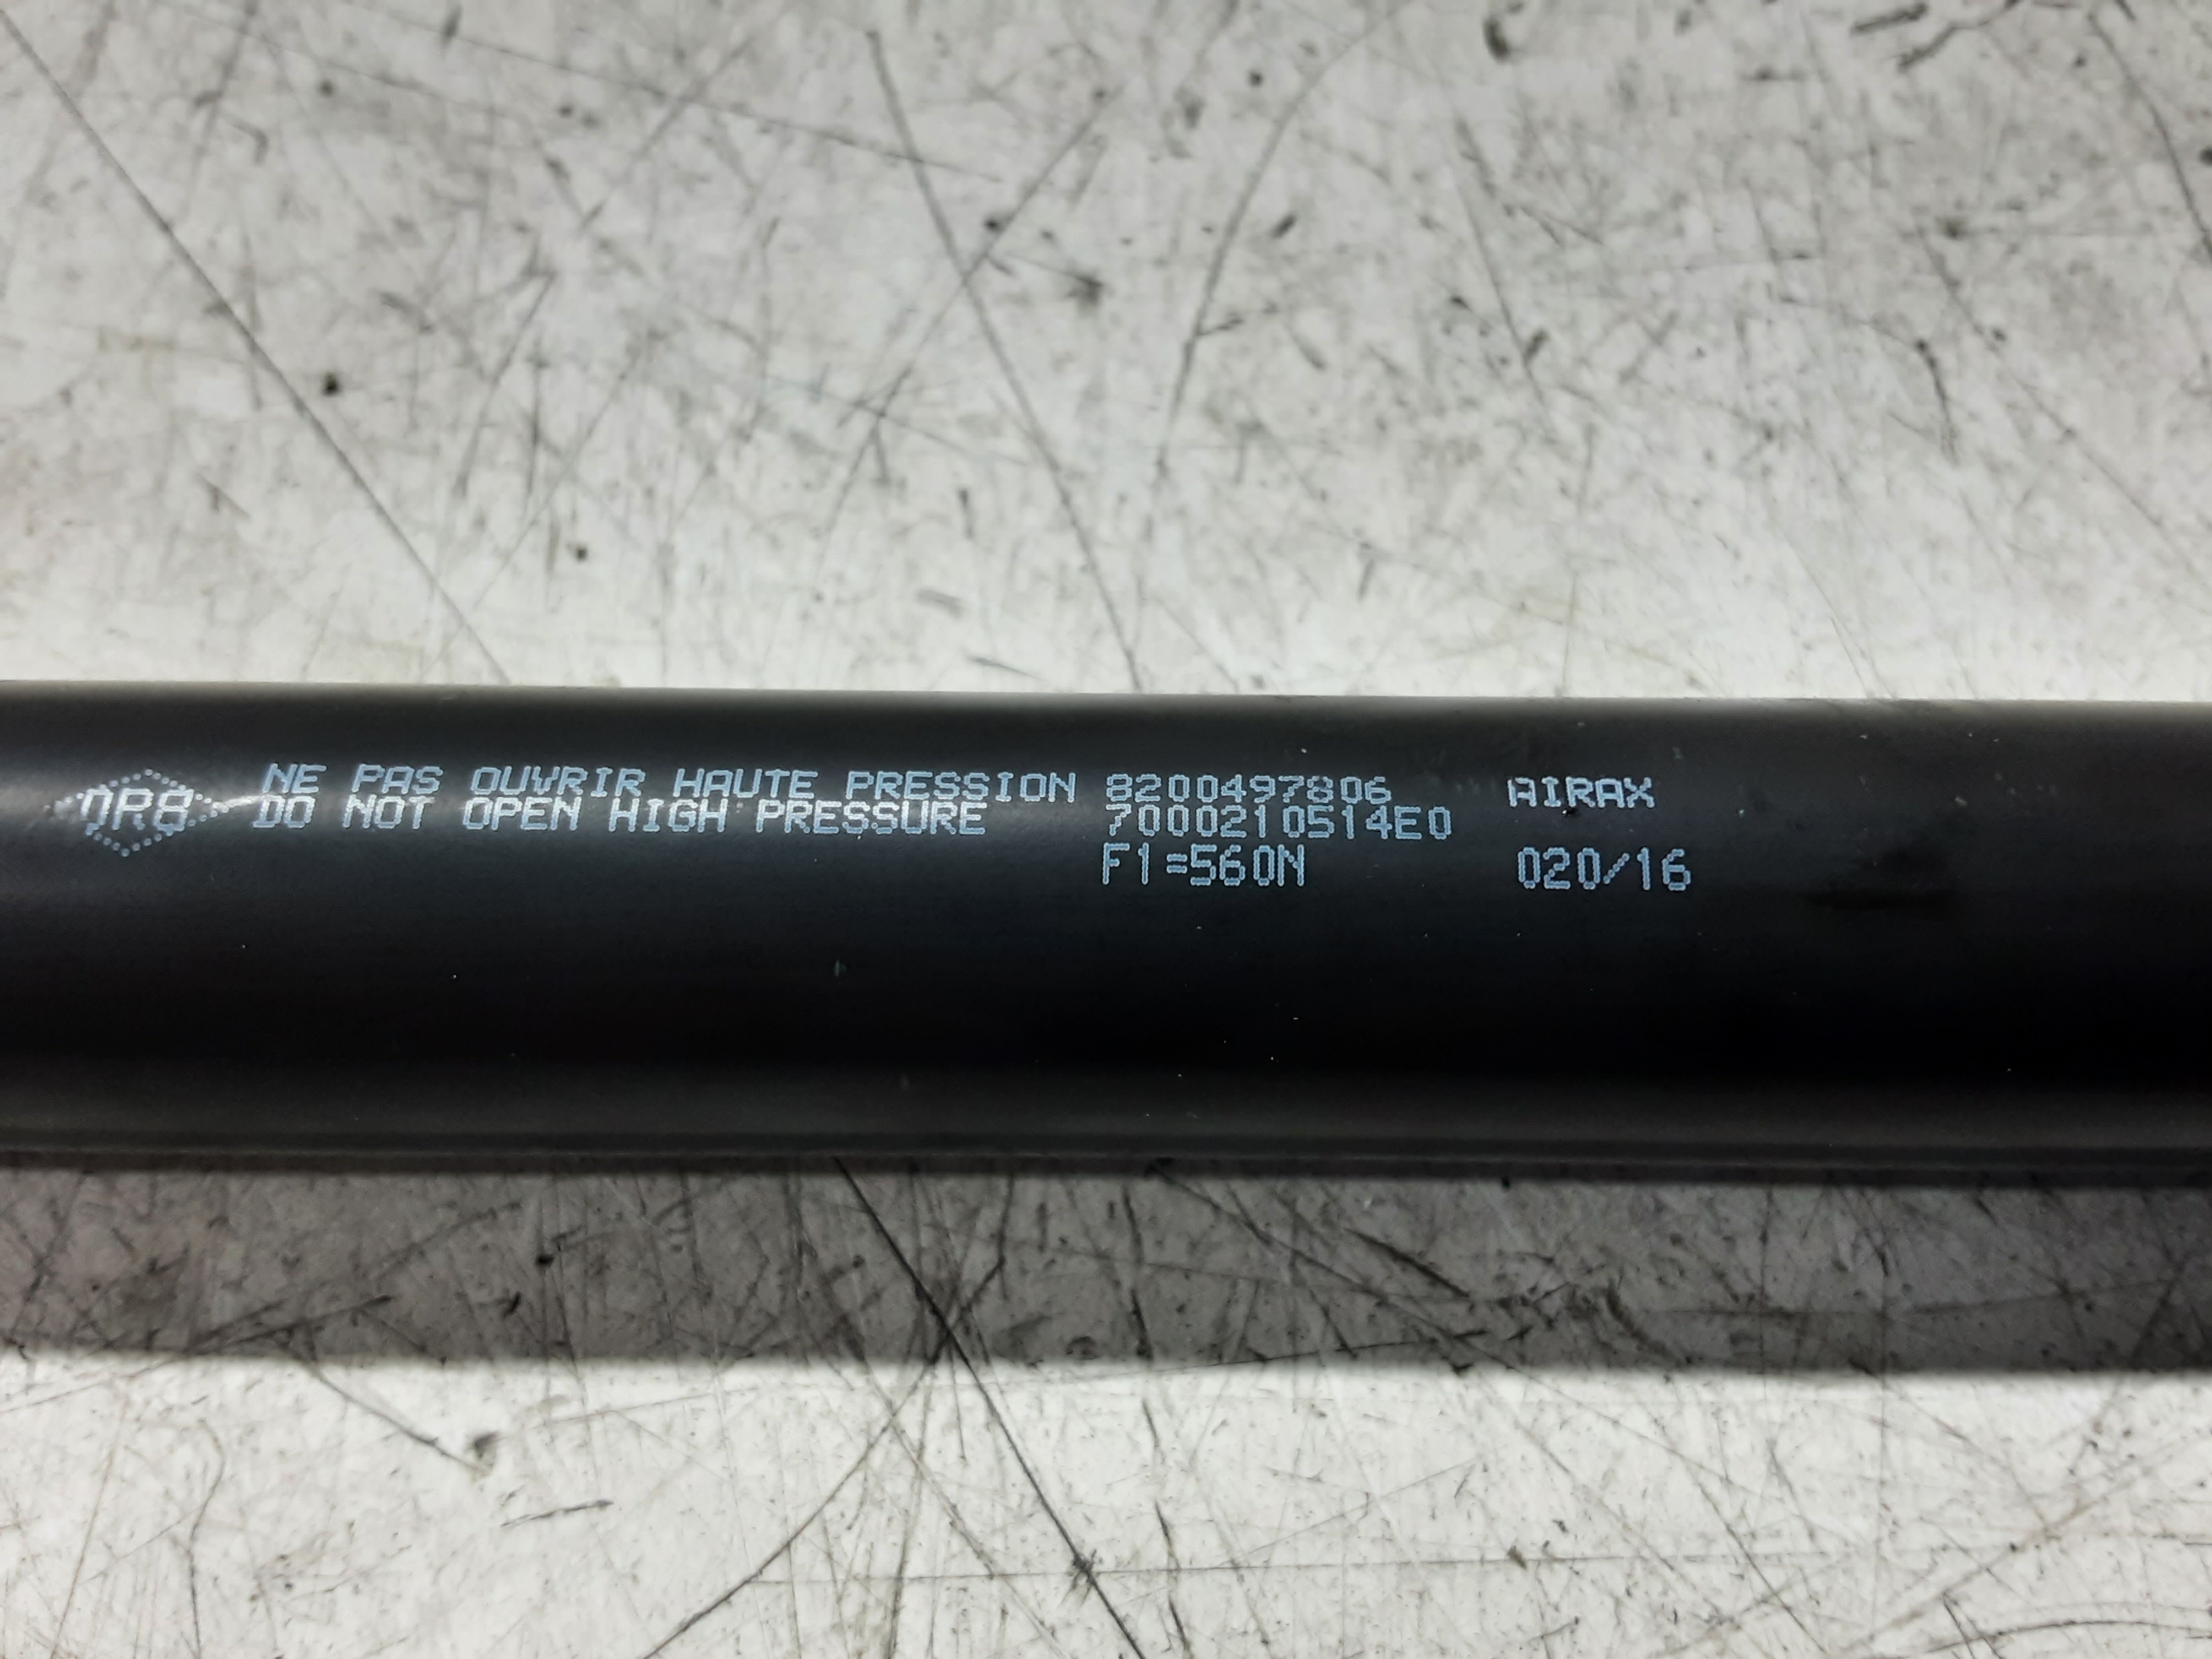 NE PAS OUVRIR HAUTE PRESSION 8200497806 AIRAX
DO NOT OPEN HIGH PRESSURE 7000210514E0
F1=560N 020/16